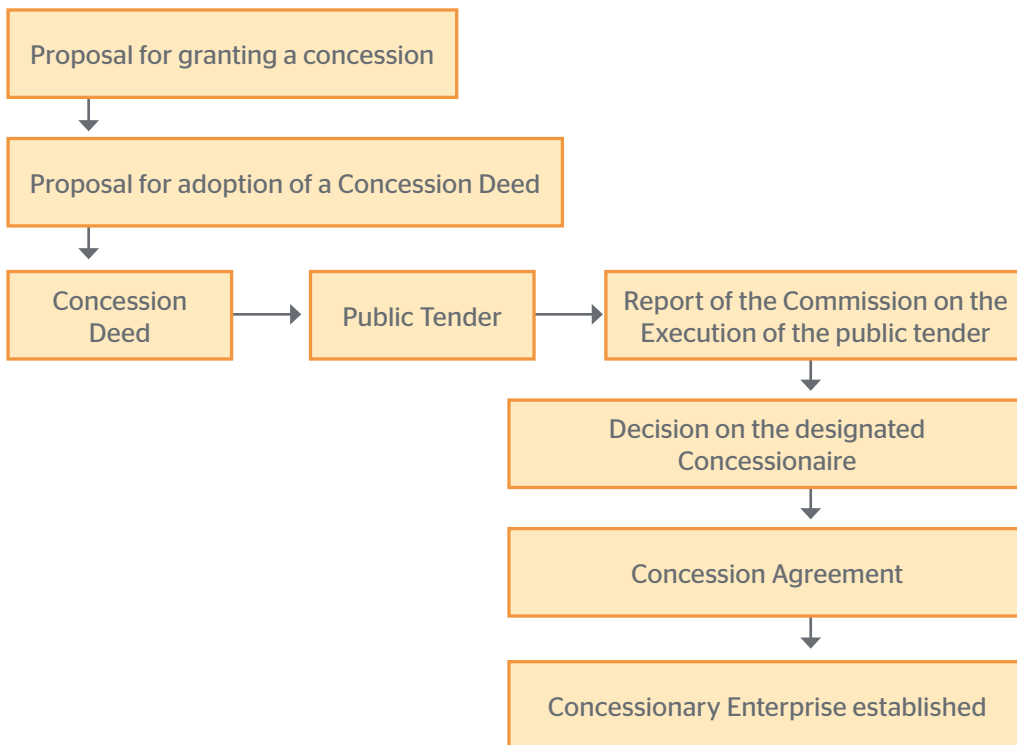 Proposal for granting a concession
Proposal for adoption of a Concession Deed
Concession
Deed
Public Tender
Report of the Commission on the
Execution of the public tender
Decision on the designated
Concessionaire
Concession Agreement
Concessionary Enterprise established